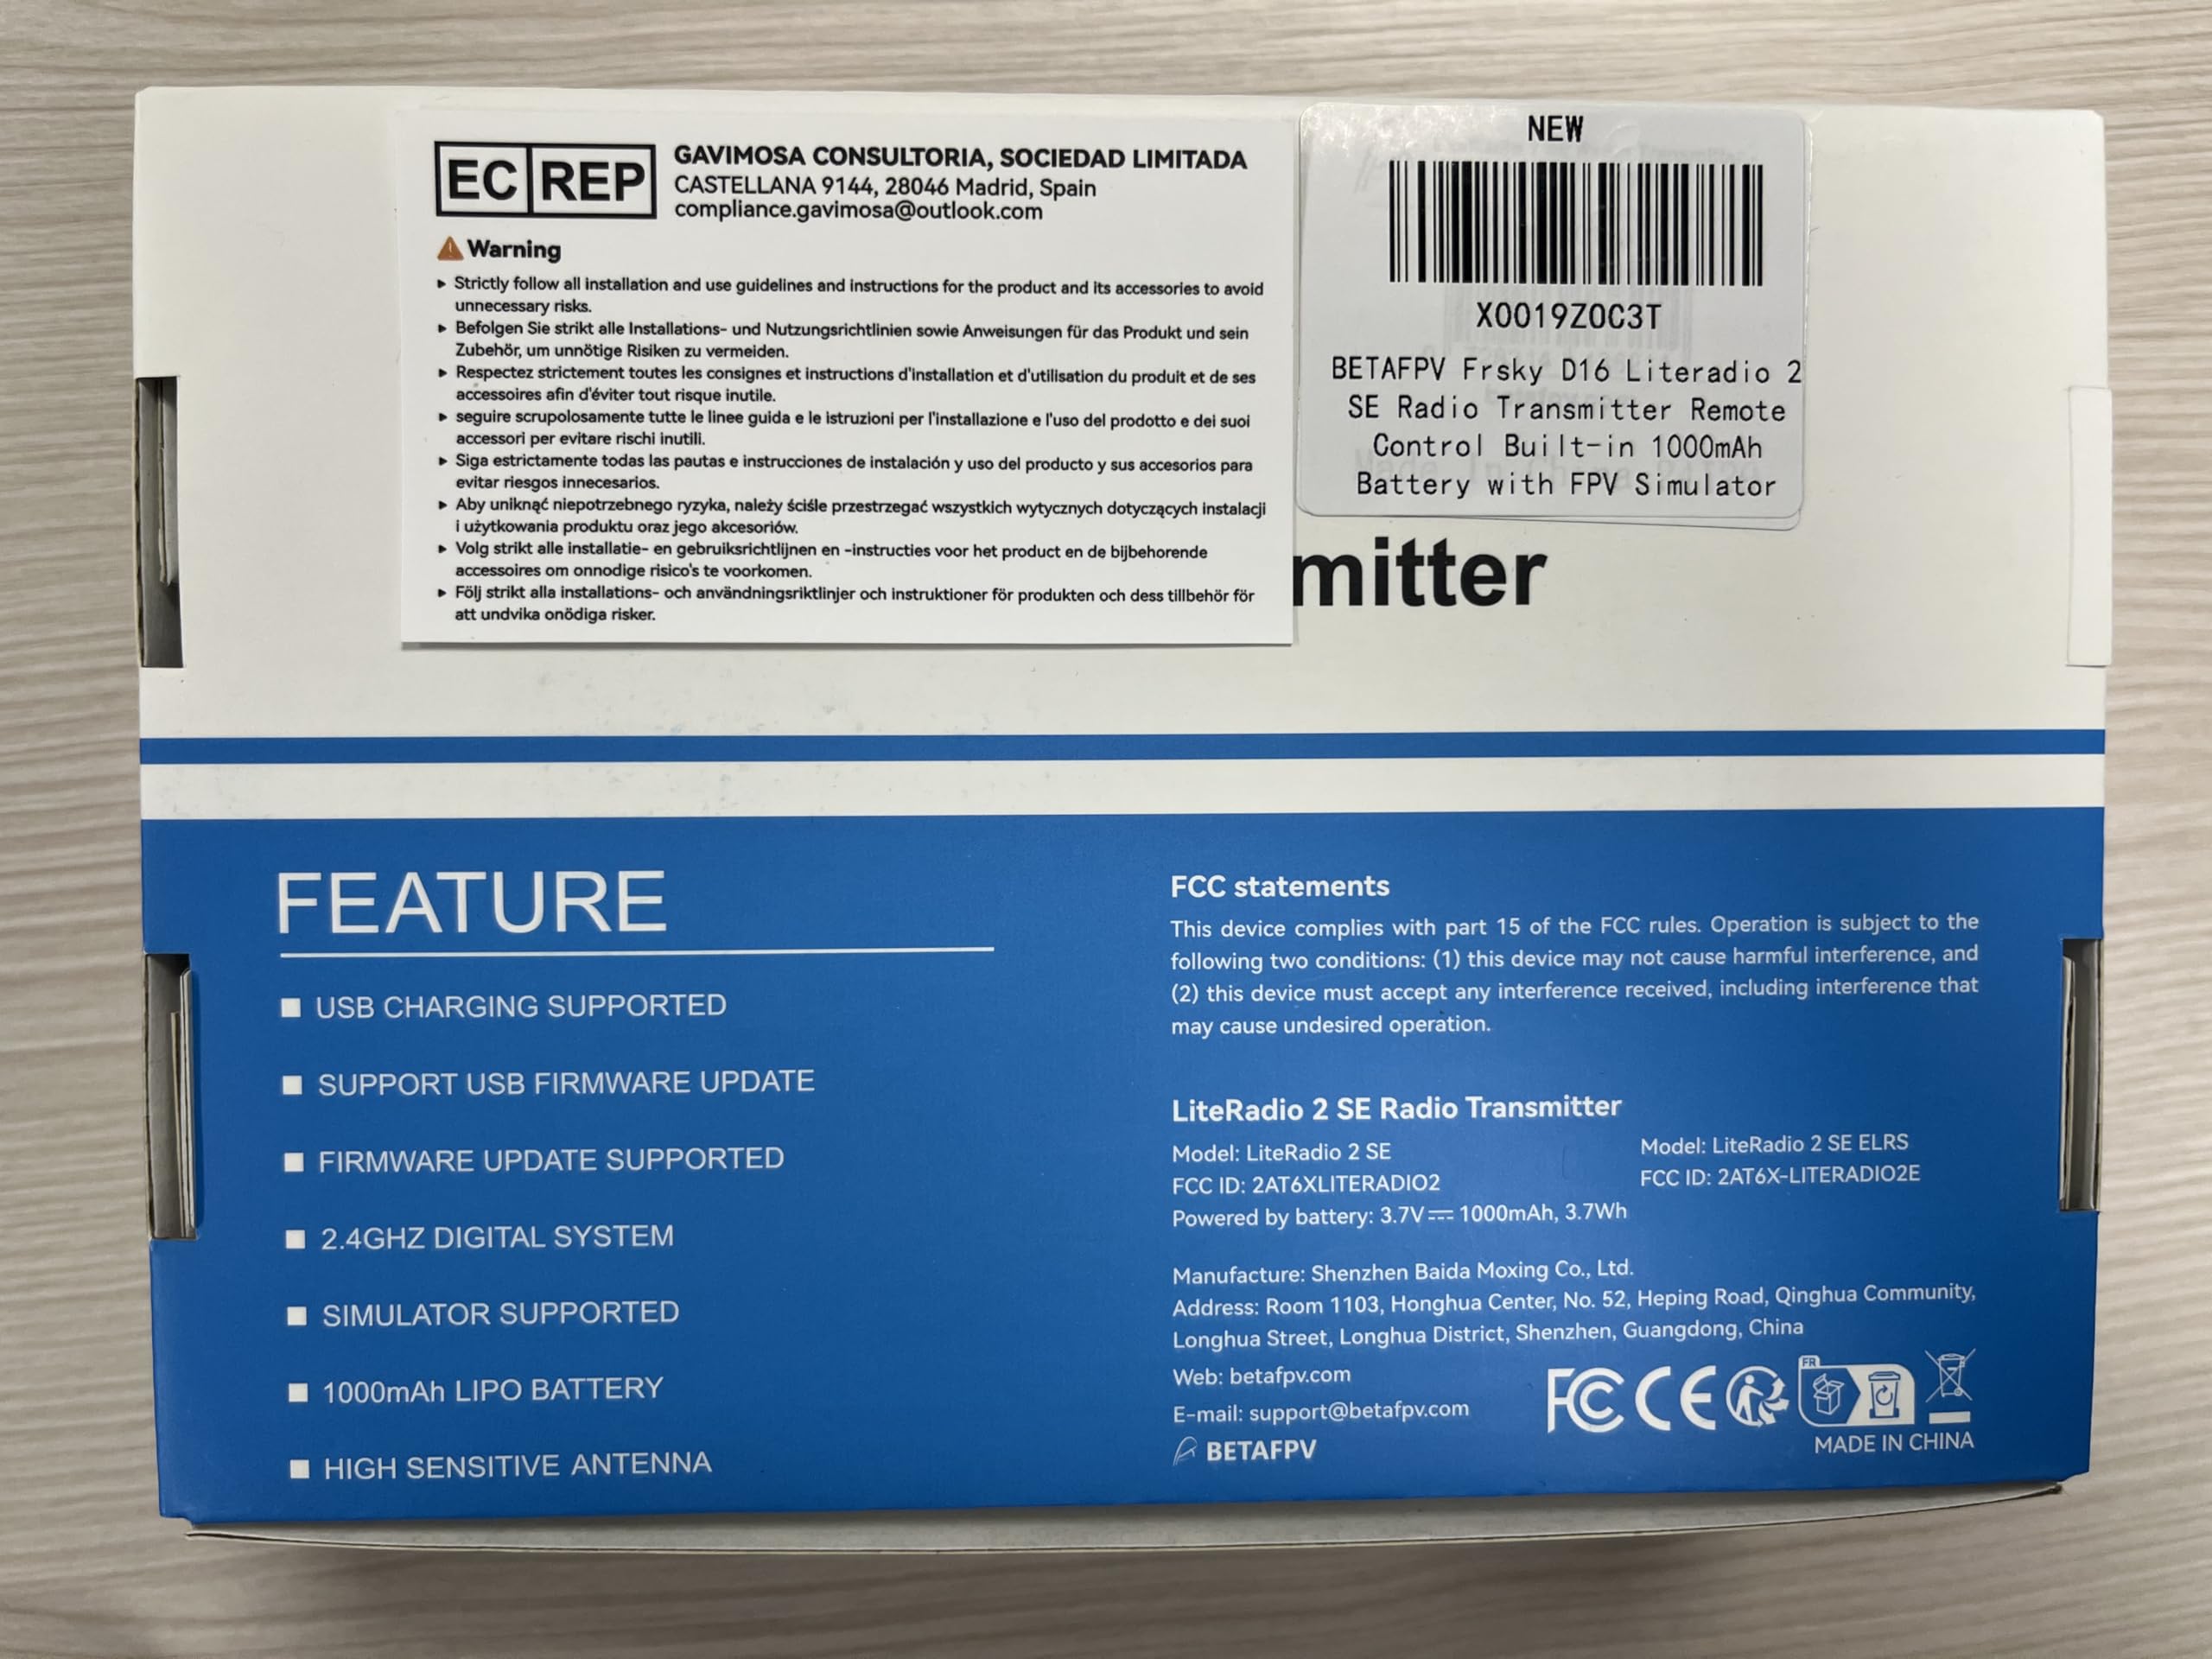 EC REP
GAVIMOSA CONSULTORIA, SOCIEDAD LIMITADA
CASTELLANA 9144, 28046 Madrid, Spain
compliance.gavimosa@outlook.com
Warning
▸ Strictly follow all installation and use guidelines and instructions for the product and its accessories to avoid
unnecessary risks.
▸ Befolgen Sie strikt alle Installations- und Nutzungsrichtlinien sowie Anweisungen für das Produkt und sein
Zubehör, um unnötige Risiken zu vermeiden.
▸ Respectez strictement toutes les consignes et instructions d'installation et d'utilisation du produit et de ses
accessoires afin d'éviter tout risque inutile.
▸ seguire scrupolosamente tutte le linee guida e le istruzioni per l'installazione e l'uso del prodotto e dei suoi
accessori per evitare rischi inutili.
▸ Siga estrictamente todas las pautas e instrucciones de instalación y uso del producto y sus accesorios para
evitar riesgos innecesarios.
▸ Aby uniknąć niepotrzebnego ryzyka, należy ściśle przestrzegać wszystkich wytycznych dotyczących instalacji
i użytkowania produktu oraz jego akcesoriów.
▸ Volg strikt alle installatie- en gebruiksrichtlijnen en -instructies voor het product en de bijbehorende
accessoires om onnodige risico's te voorkomen.
▸ Följ strikt alla installations- och användningsriktlinjer och instruktioner för produkten och dess tillbehör för
att undvika onödiga risker.
NEW
X0019Z0C3T
BETAFPV Frsky D16 Literadio 2
SE Radio Transmitter Remote
Control Built-in 1000mAh
Battery with FPV Simulator
mitter
FEATURE
■ USB CHARGING SUPPORTED
■ SUPPORT USB FIRMWARE UPDATE
■ FIRMWARE UPDATE SUPPORTED
■ 2.4GHZ DIGITAL SYSTEM
■ SIMULATOR SUPPORTED
■ 1000mAh LIPO BATTERY
■ HIGH SENSITIVE ANTENNA
FCC statements
This device complies with part 15 of the FCC rules. Operation is subject to the
following two conditions: (1) this device may not cause harmful interference, and
(2) this device must accept any interference received, including interference that
may cause undesired operation.
LiteRadio 2 SE Radio Transmitter
Model: LiteRadio 2 SE
FCC ID: 2AT6XLITERADIO2
Model: LiteRadio 2 SE ELRS
FCC ID: 2AT6X-LITERADIO2E
Powered by battery: 3.7V⎓1000mAh, 3.7Wh
Manufacture: Shenzhen Baida Moxing Co., Ltd.
Address: Room 1103, Honghua Center, No. 52, Heping Road, Qinghua Community,
Longhua Street, Longhua District, Shenzhen, Guangdong, China
Web: betafpv.com
E-mail: support@betafpv.com
BETAFPV
FC CE FR
MADE IN CHINA